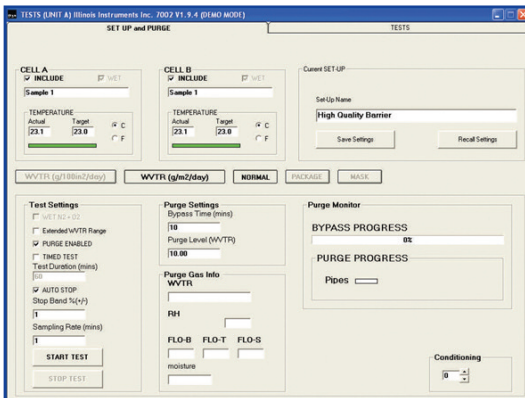 TESTS (UNIT A) Illinois Instruments Inc. 7002 V1.9.4 (DEMO MODE)
SET UP and PURGE TESTS
CELL A
INCLUDE WET
Sample 1
TEMPERATURE
Actual Target
23.1 23.0 C
F
CELL B
INCLUDE WET
Sample 1
TEMPERATURE
Actual Target
23.1 23.0 C
F
Current SET-UP
Set-Up Name
High Quality Barrier
Save Settings Recall Settings
WVTR (g/100in2/day) WVTR (g/m2/day) NORMAL PACKAGE MASK
Test Settings
WET N2 + O2
Extended WVTR Range
PURGE ENABLED
TIMED TEST
Test Duration (mins)
60
AUTO STOP
Stop Band %(+/-)
1
Sampling Rate (mins)
1
START TEST
STOP TEST
Purge Settings
Bypass Time (mins)
10
Purge Level (WVTR)
10.00
Purge Gas Info
WVTR
RH
FLO-B FLO-T FLO-S
moisture
Purge Monitor
BYPASS PROGRESS
0%
PURGE PROGRESS
Pipes
Conditioning
0